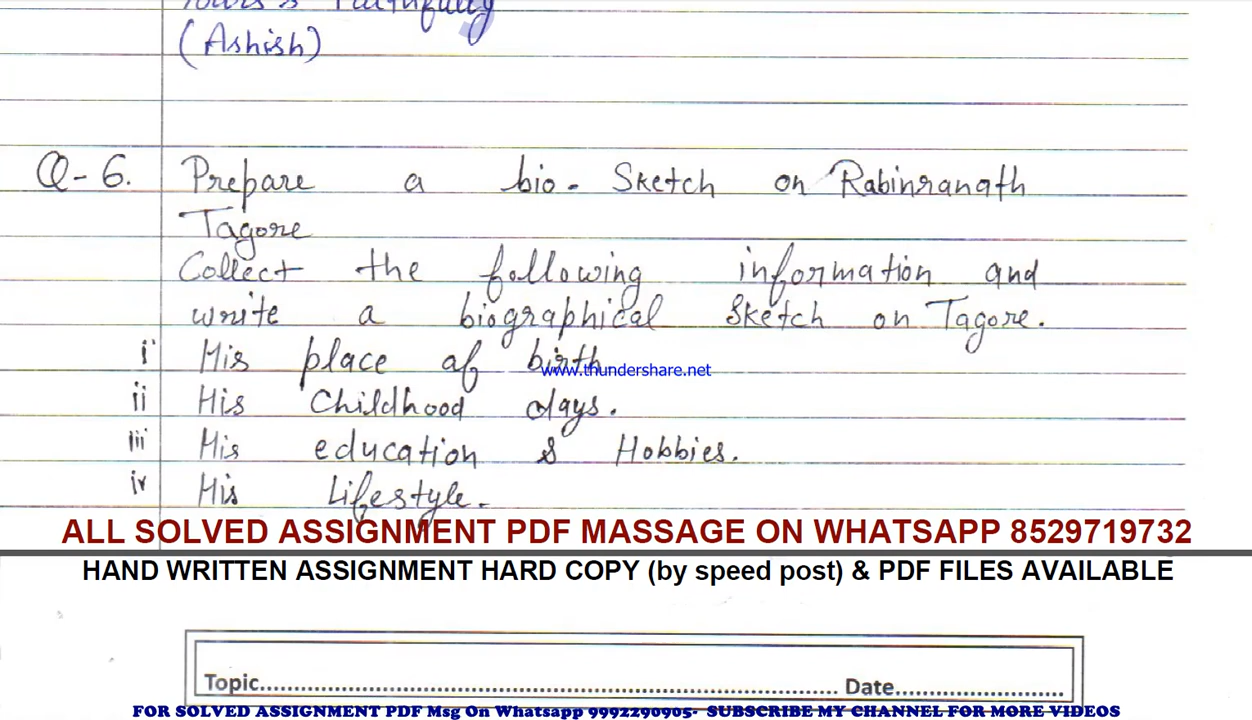 Yours's Faithfully
(Ashish)
Q-6. Prepare a bio-Sketch on Rabinranath
Tagore
Collect the following information and
write a biographical Sketch on Tagore.
i His place of birth
www.thundershare.net
ii His Childhood days.
iii His education & Hobbies.
iv His Lifestyle.
ALL SOLVED ASSIGNMENT PDF MASSAGE ON WHATSAPP 8529719732
HAND WRITTEN ASSIGNMENT HARD COPY (by speed post) & PDF FILES AVAILABLE
Topic.......................................................................................... Date..........................
FOR SOLVED ASSIGNMENT PDF Msg On Whatsapp 9992290905- SUBSCRIBE MY CHANNEL FOR MORE VIDEOS